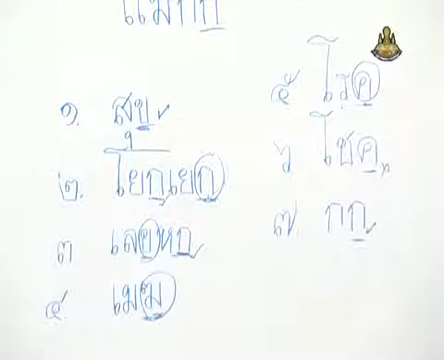 แม่กก
๑. สุข
๒. โยกเยก
๓ เลขหก
๔. เมฆ
๕ โรค
๖ โชค
๗ กก